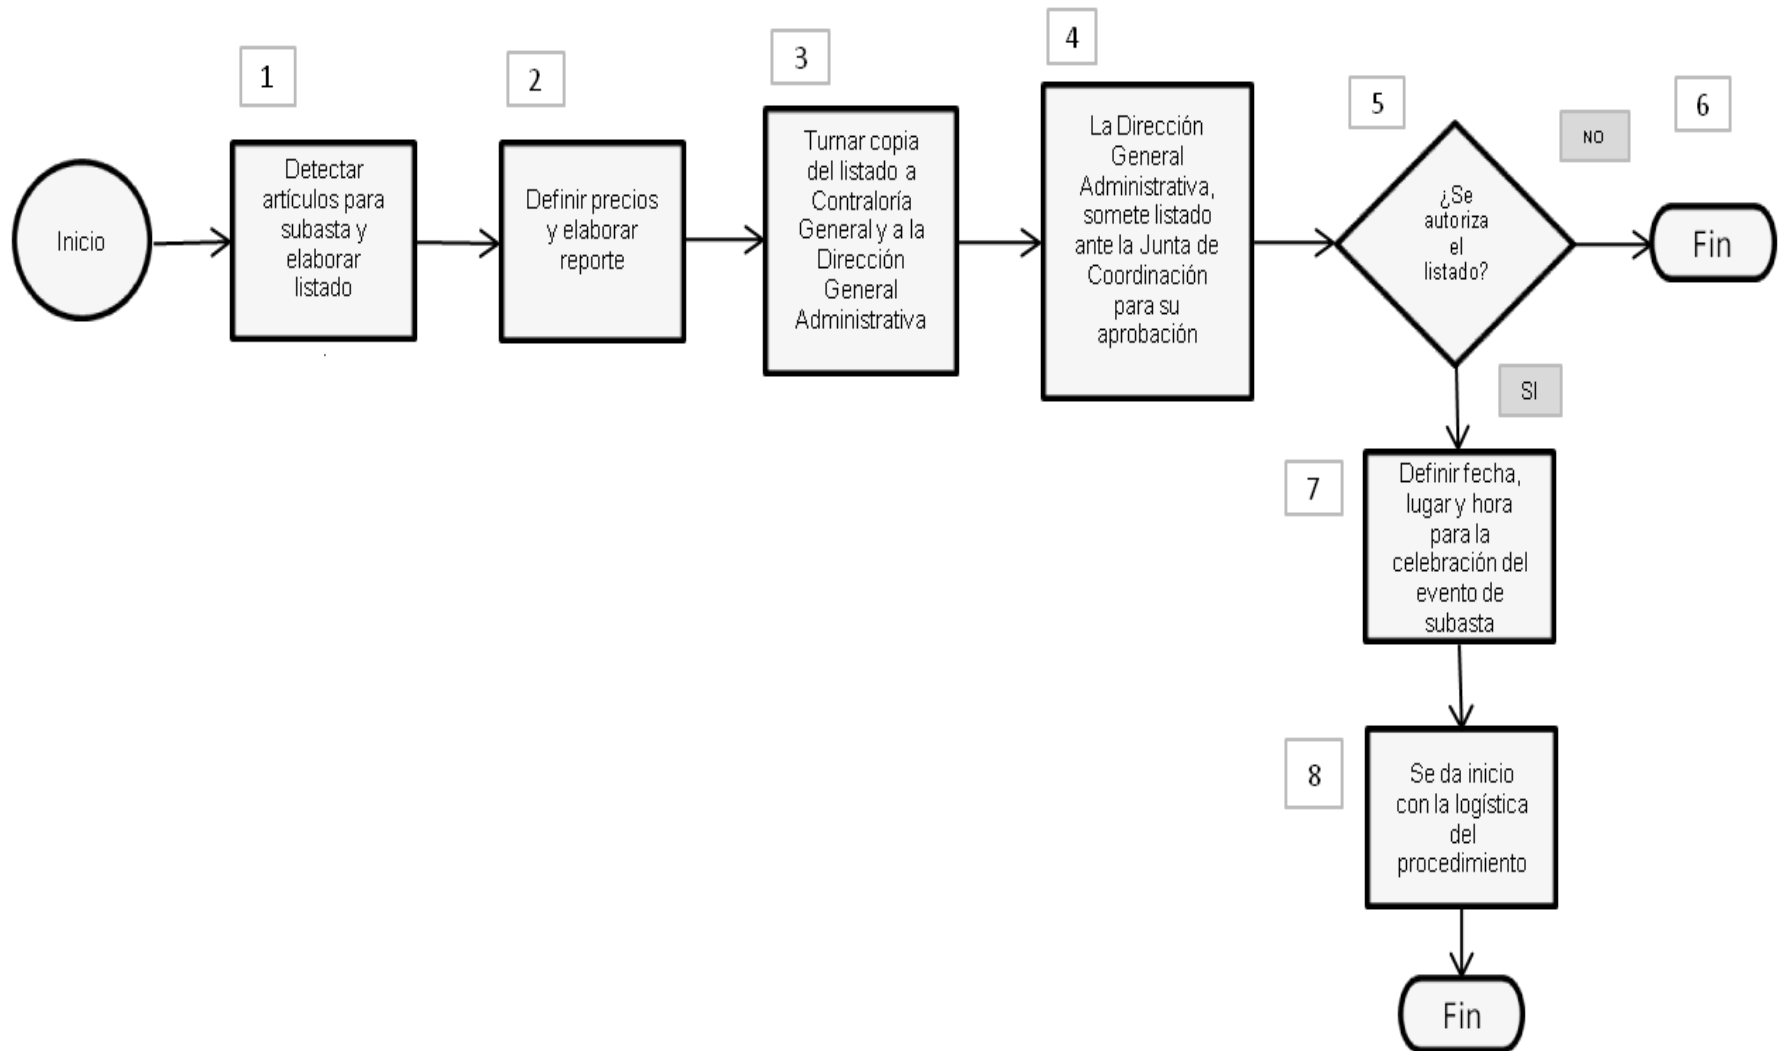 Inicio
1
Detectar
artículos para
subasta y
elaborar
listado
2
Definir precios
y elaborar
reporte
3
Turnar copia
del listado a
Contraloría
General y a la
Dirección
General
Administrativa
4
La Dirección
General
Administrativa,
somete listado
ante la Junta de
Coordinación
para su
aprobación
5
¿Se
autoriza
el
listado?
NO
6
Fin
SI
7
Definir fecha,
lugar y hora
para la
celebración del
evento de
subasta
8
Se da inicio
con la logística
del
procedimiento
Fin